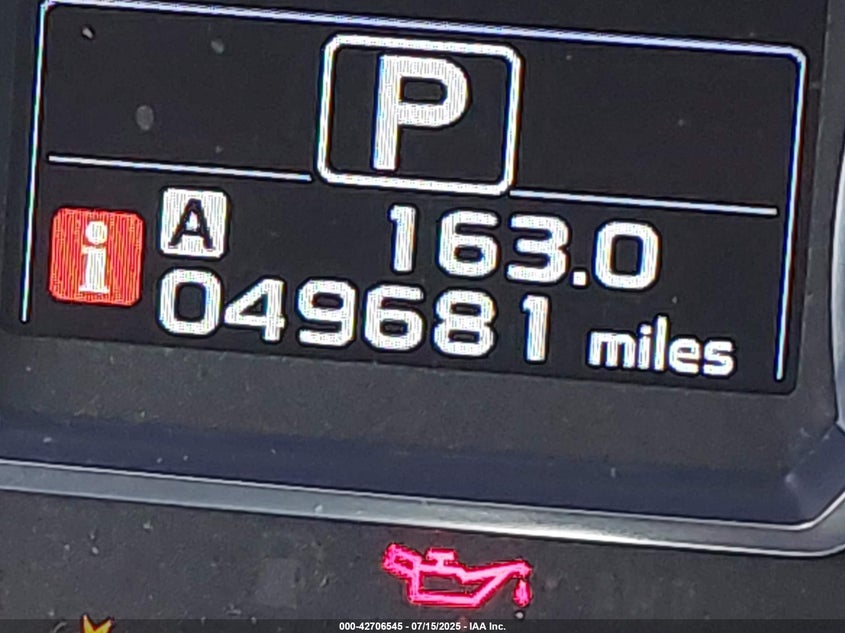 P
A 163.0
i
049681 miles
000-42706545 - 07/15/2025 - IAA Inc.